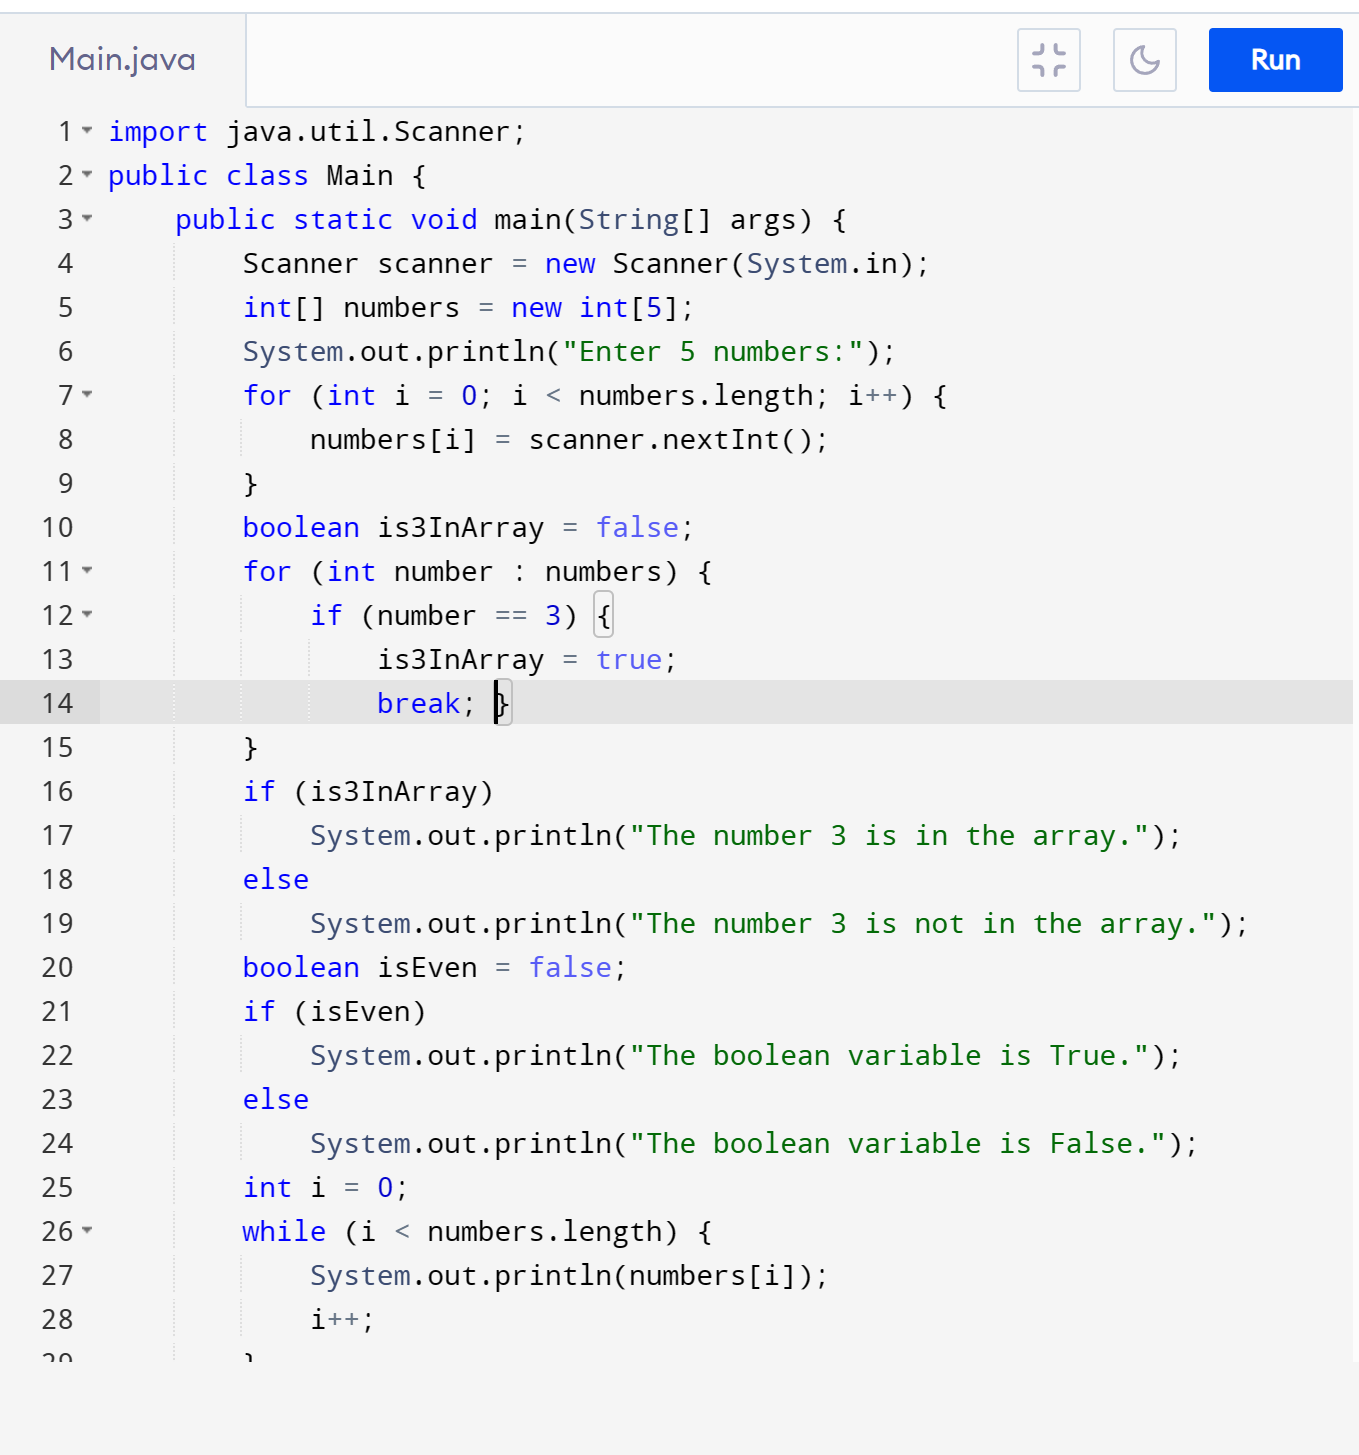 Main.java
Run
1 import java.util.Scanner;
2 public class Main {
3     public static void main(String[] args) {
4         Scanner scanner = new Scanner(System.in);
5         int[] numbers = new int[5];
6         System.out.println("Enter 5 numbers:");
7         for (int i = 0; i < numbers.length; i++) {
8             numbers[i] = scanner.nextInt();
9         }
10         boolean is3InArray = false;
11         for (int number : numbers) {
12             if (number == 3) {
13                 is3InArray = true;
14                 break; }
15         }
16         if (is3InArray)
17             System.out.println("The number 3 is in the array.");
18         else
19             System.out.println("The number 3 is not in the array.");
20         boolean isEven = false;
21         if (isEven)
22             System.out.println("The boolean variable is True.");
23         else
24             System.out.println("The boolean variable is False.");
25         int i = 0;
26         while (i < numbers.length) {
27             System.out.println(numbers[i]);
28             i++;
29         }